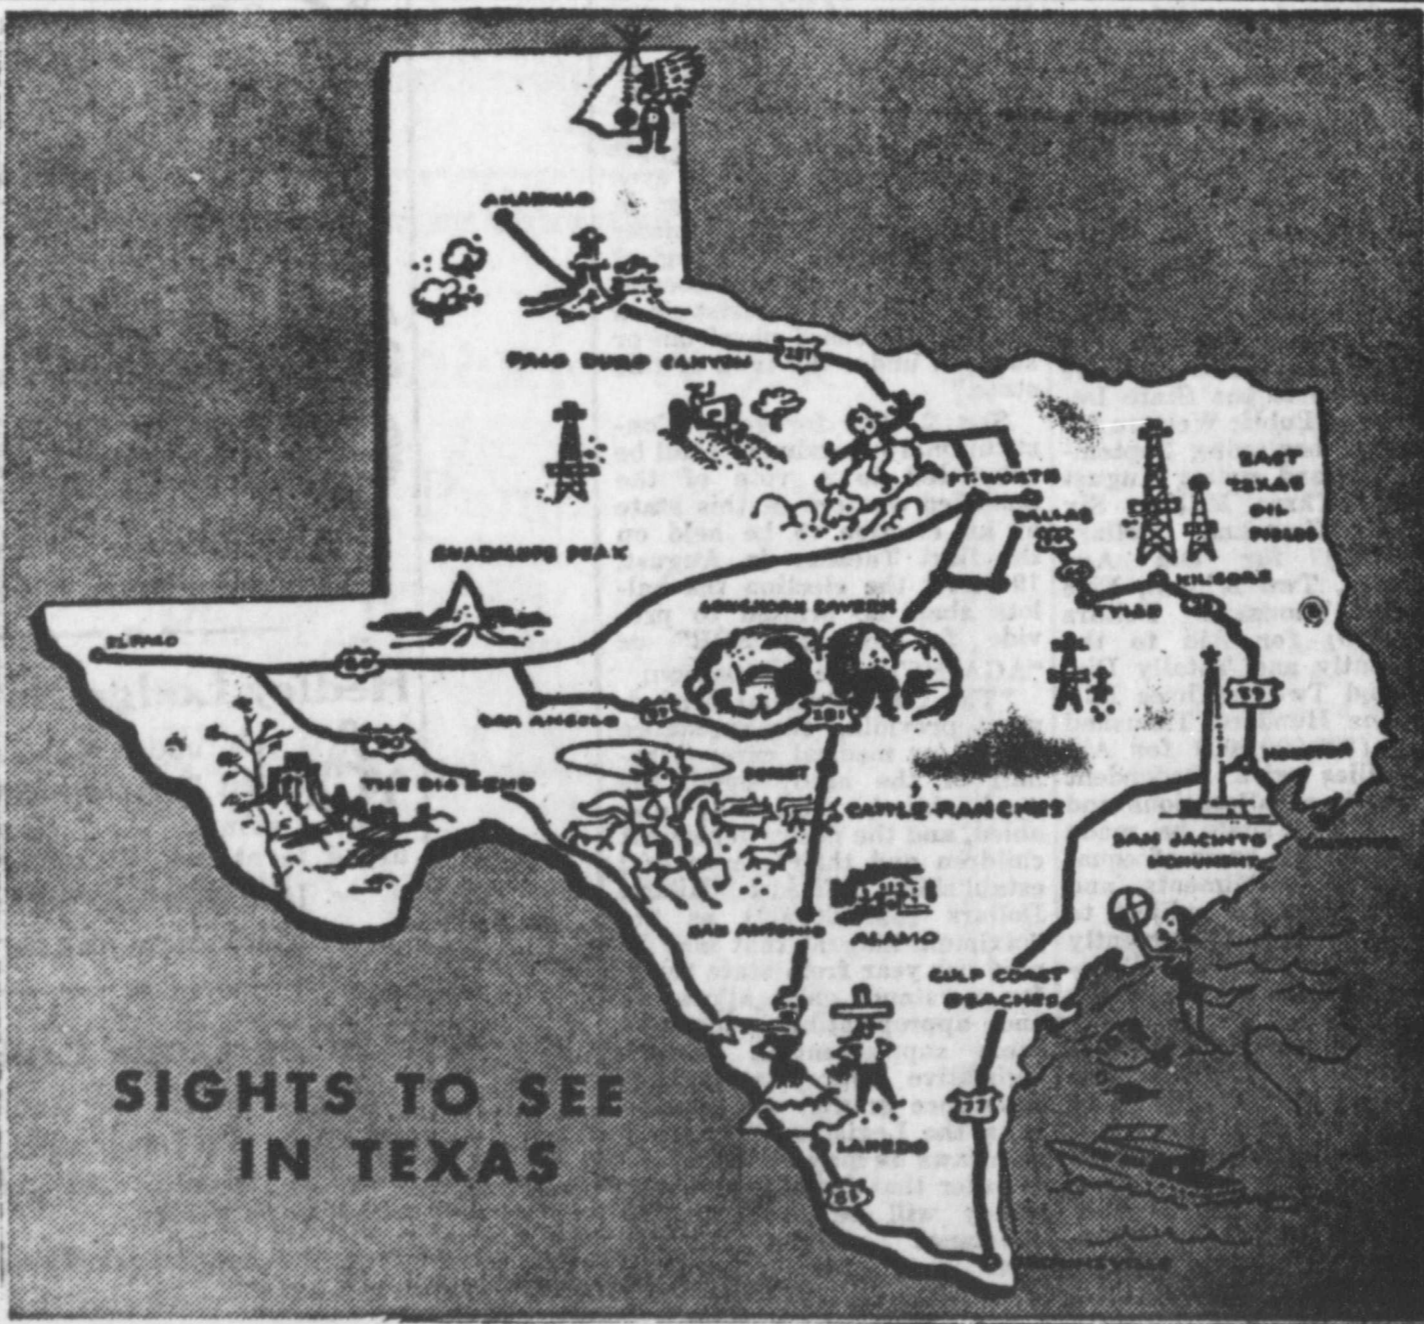 AMARILLO
PALO DURO CANYON
287
FT. WORTH
DALLAS
EAST
TEXAS
OIL
FIELDS
GUADALUPE PEAK
KILGORE
TYLER
LONGHORN CAVERN
EL PASO
80
59
SAN ANGELO
87
281
90
HOUSTON
THE BIG BEND
CATTLE RANCHES
SAN JACINTO
MONUMENT
SAN ANTONIO
ALAMO
GULF COAST
BEACHES
SIGHTS TO SEE
IN TEXAS
77
LAREDO
BROWNSVILLE